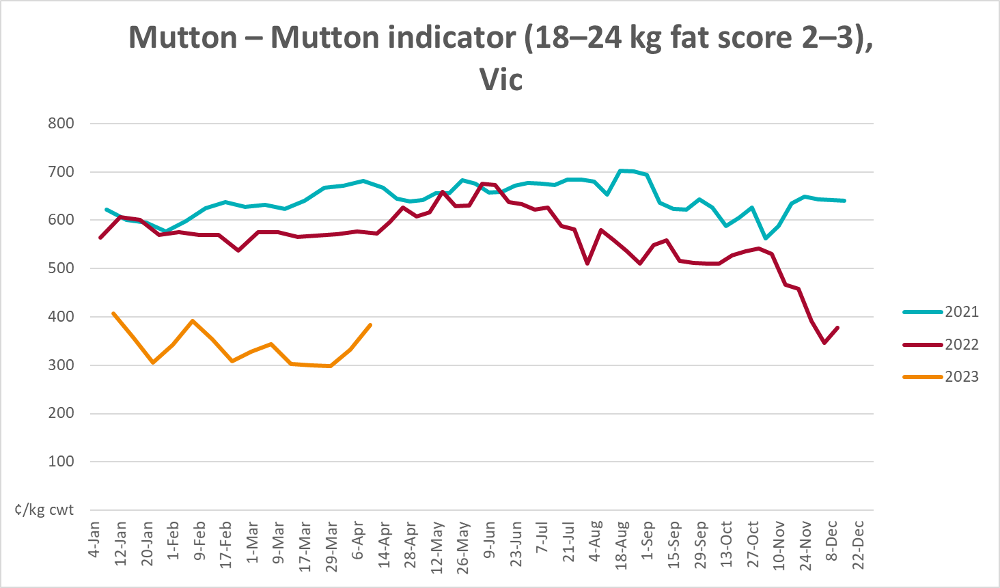 Mutton – Mutton indicator (18–24 kg fat score 2–3),
Vic
800
700
600
500
400
300
200
100
¢/kg cwt
4-Jan
12-Jan
20-Jan
1-Feb
9-Feb
17-Feb
1-Mar
9-Mar
17-Mar
29-Mar
6-Apr
14-Apr
28-Apr
12-May
26-May
9-Jun
23-Jun
7-Jul
21-Jul
4-Aug
18-Aug
1-Sep
15-Sep
29-Sep
13-Oct
27-Oct
10-Nov
24-Nov
8-Dec
22-Dec
2021
2022
2023